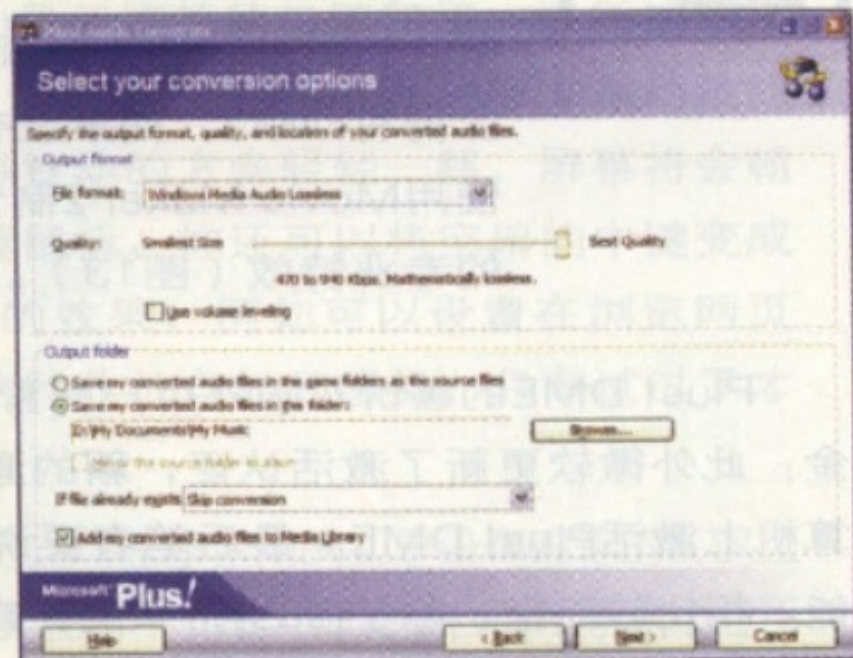 Plus! Audio Converter
Select your conversion options
Specify the output format, quality, and location of your converted audio files.
Output format
File format: Windows Media Audio Lossless
Quality: Smallest Size Best Quality
470 to 940 Kbps, Mathematically lossless.
Use volume leveling
Output folder
Save my converted audio files in the same folders as the source files
Save my converted audio files in this folder:
D:\My Documents\My Music
Browse...
If file already exists: Skip conversion
Add my converted audio files to Media Library
Microsoft Plus!
Help < Back Next > Cancel